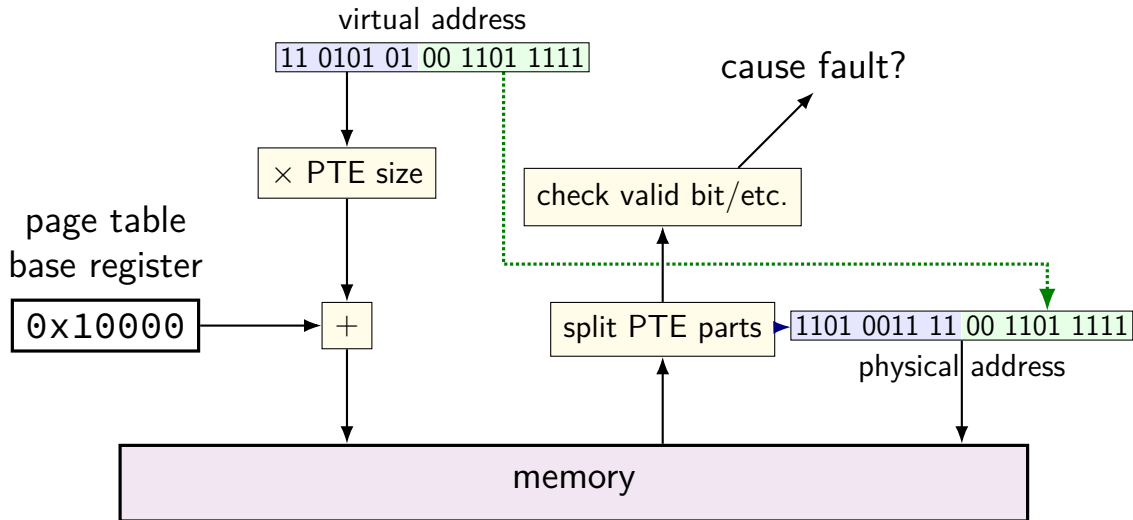 virtual address
11 0101 01 00 1101 1111
cause fault?
× PTE size
check valid bit/etc.
page table
base register
0x10000
+
split PTE parts
1101 0011 11 00 1101 1111
physical address
memory